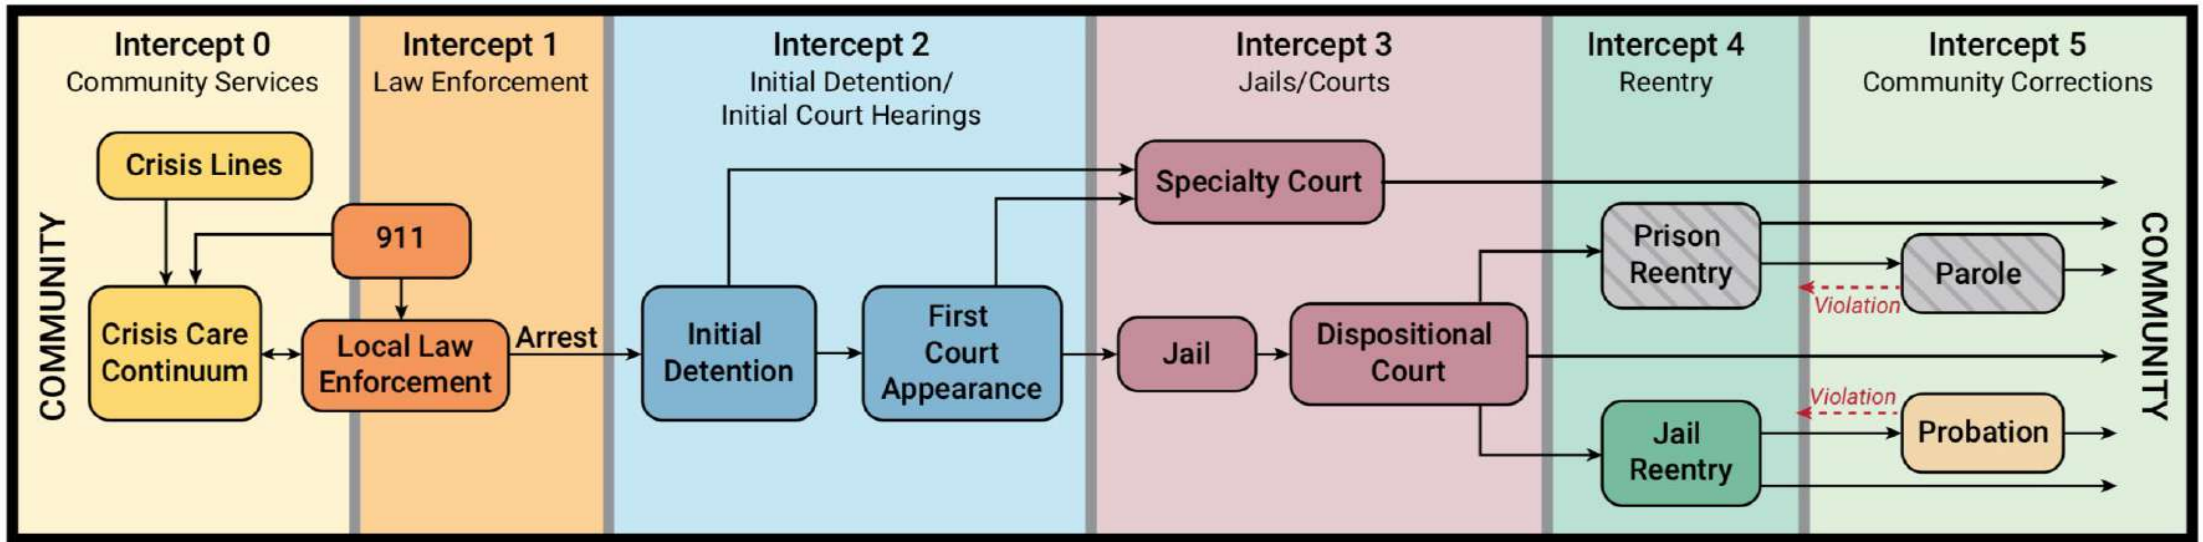 Intercept 0
Community Services
Intercept 1
Law Enforcement
Intercept 2
Initial Detention/
Initial Court Hearings
Intercept 3
Jails/Courts
Intercept 4
Reentry
Intercept 5
Community Corrections
COMMUNITY
Crisis Lines
911
Crisis Care
Continuum
Local Law
Enforcement
Arrest
Initial
Detention
First
Court
Appearance
Specialty Court
Jail
Dispositional
Court
Prison
Reentry
Parole
Violation
Jail
Reentry
Violation
Probation
COMMUNITY